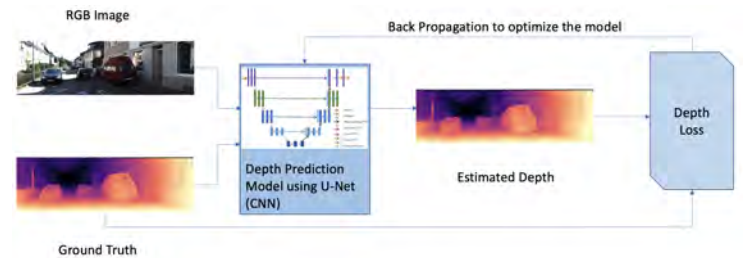 RGB Image
Back Propagation to optimize the model
Depth Prediction
Model using U-Net
(CNN)
Estimated Depth
Depth
Loss
Ground Truth